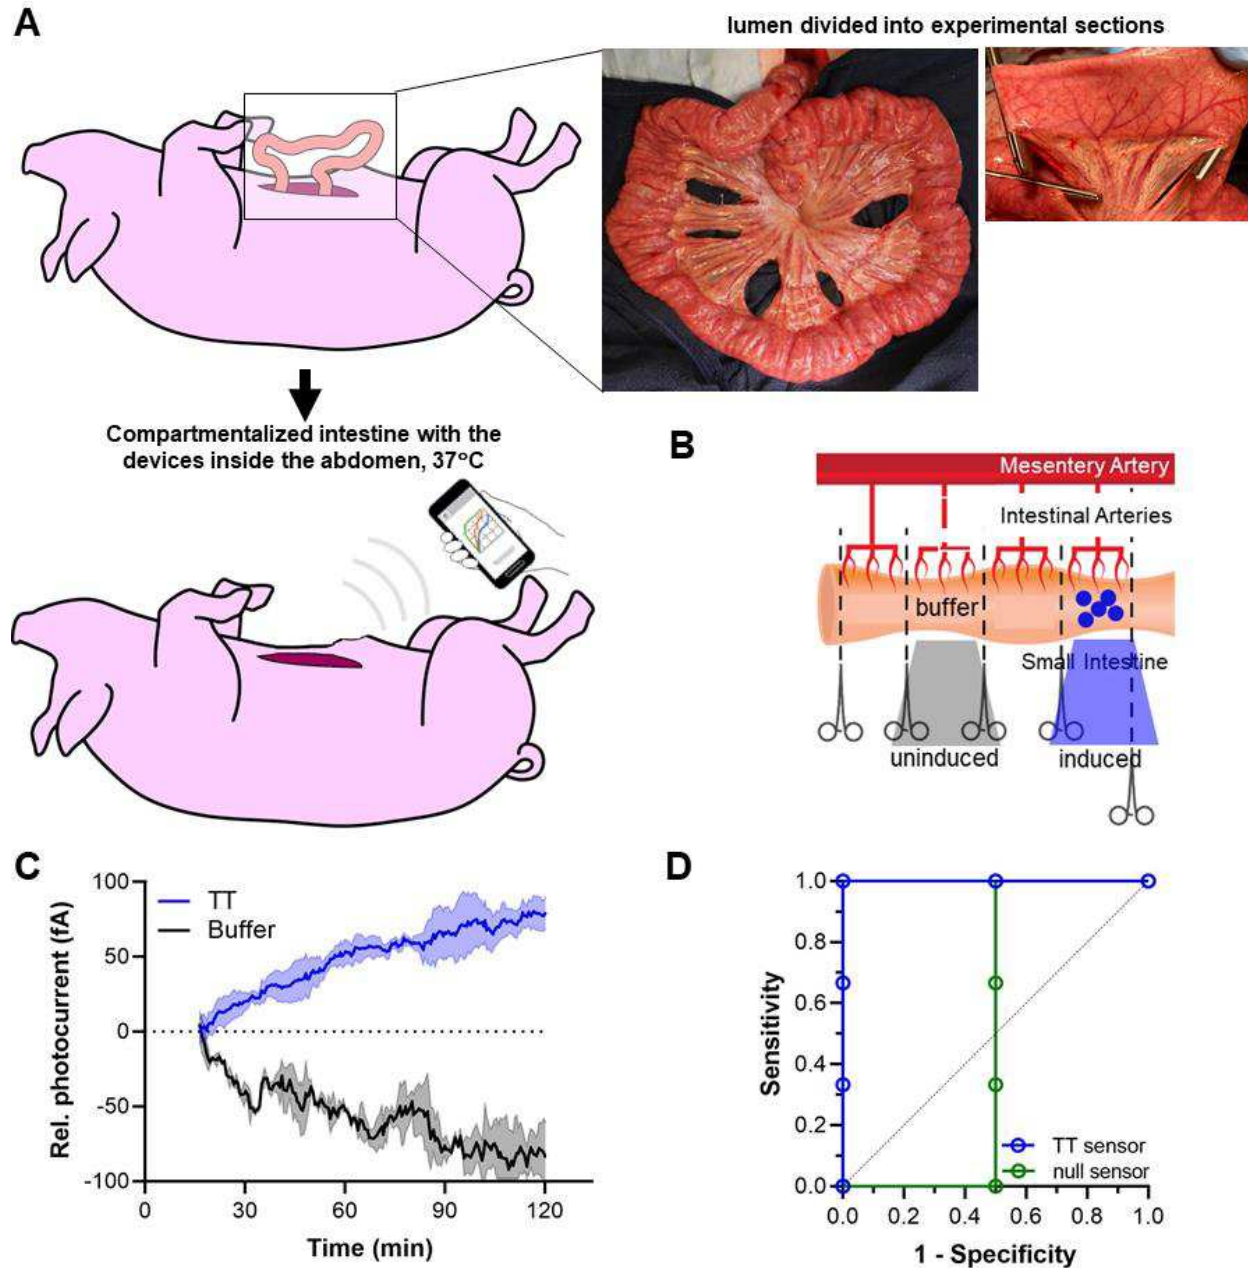 A
lumen divided into experimental sections
Compartmentalized intestine with the
devices inside the abdomen, 37°C
B
Mesentery Artery
Intestinal Arteries
buffer
Small Intestine
uninduced
induced
C
100
50
0
-50
-100
Rel. photocurrent (fA)
TT
Buffer
0
30
60
90
120
Time (min)
D
1.0
0.8
0.6
0.4
0.2
0.0
Sensitivity
TT sensor
null sensor
0.0
0.2
0.4
0.6
0.8
1.0
1 - Specificity